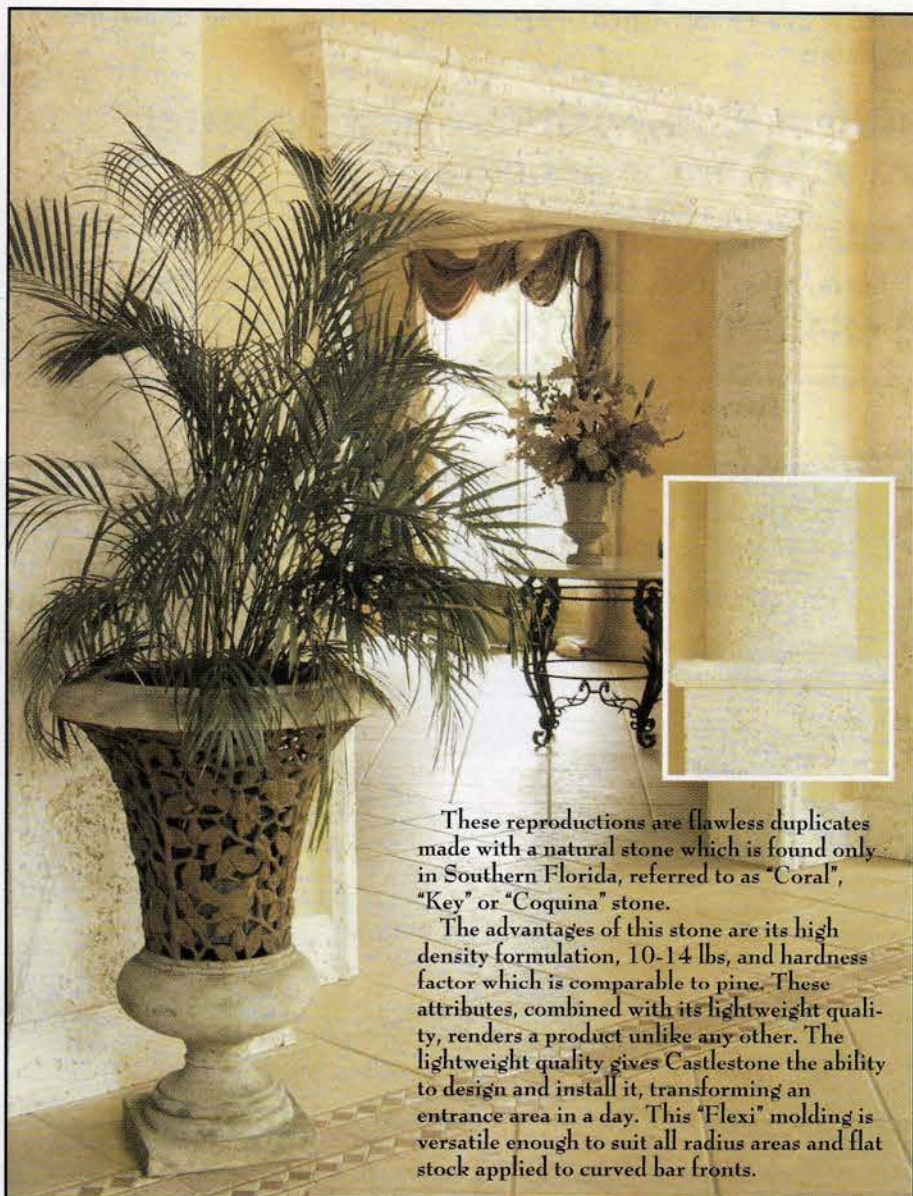 These reproductions are flawless duplicates
made with a natural stone which is found only
in Southern Florida, referred to as "Coral",
"Key" or "Coquina" stone.
The advantages of this stone are its high
density formulation, 10-14 lbs, and hardness
factor which is comparable to pine. These
attributes, combined with its lightweight quali-
ty, renders a product unlike any other. The
lightweight quality gives Castlestone the ability
to design and install it, transforming an
entrance area in a day. This "Flexi" molding is
versatile enough to suit all radius areas and flat
stock applied to curved bar fronts.